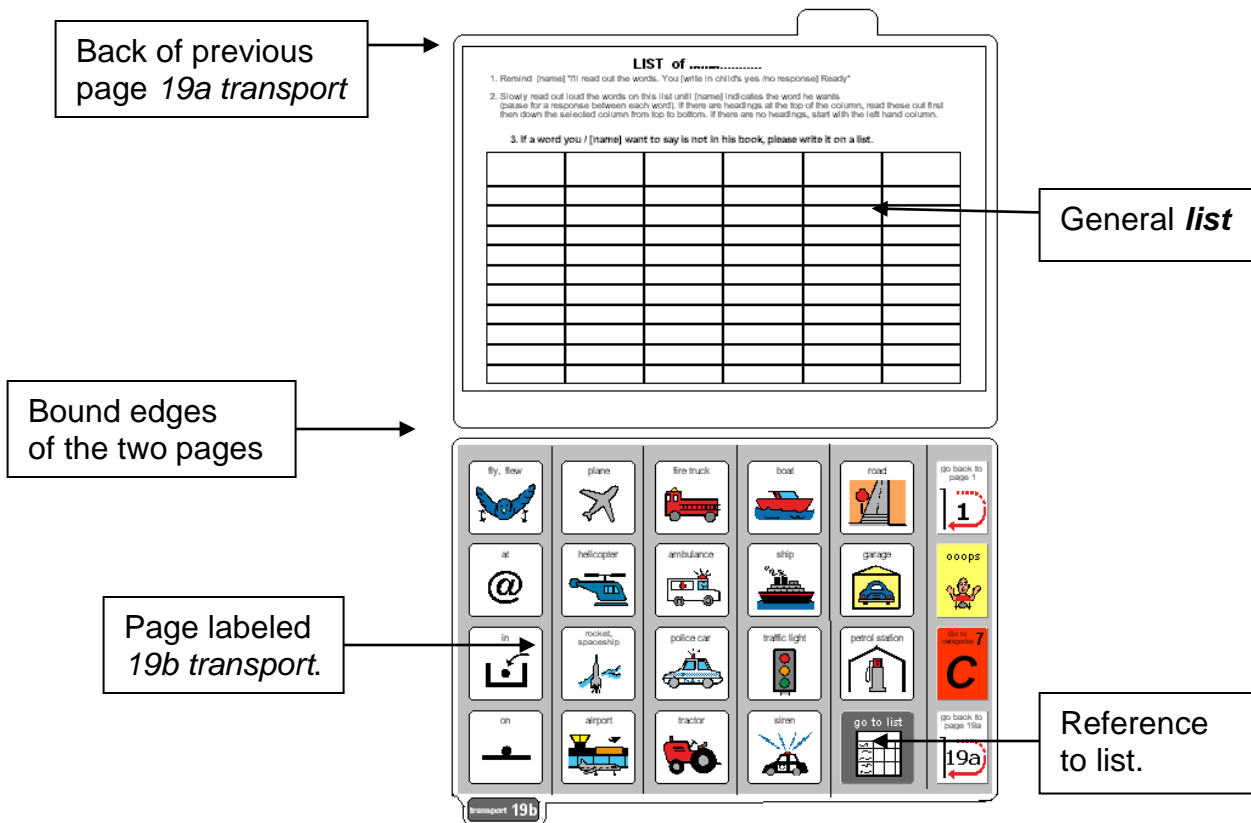 Back of previous
page 19a transport
LIST of ....................
1. Remind [name] "I'll read out the words. You [write in child's yes /no response] Ready"
2. Slowly read out loud the words on this list until [name] indicates the word he wants
(pause for a response between each word). If there are headings at the top of the column, read these out first
then down the selected column from top to bottom. If there are no headings, start with the left hand column.
3. If a word you / [name] want to say is not in his book, please write it on a list.
General list
Bound edges
of the two pages
fly, flew
plane
fire truck
boat
road
go back to
page 1
1
at
@
helicopter
ambulance
ship
garage
ooops
Page labeled
19b transport.
in
rocket,
spaceship
police car
traffic light
petrol station
Go to
categories 7
C
on
airport
tractor
siren
go to list
go back to
page 19a
19a
Reference
to list.
transport 19b